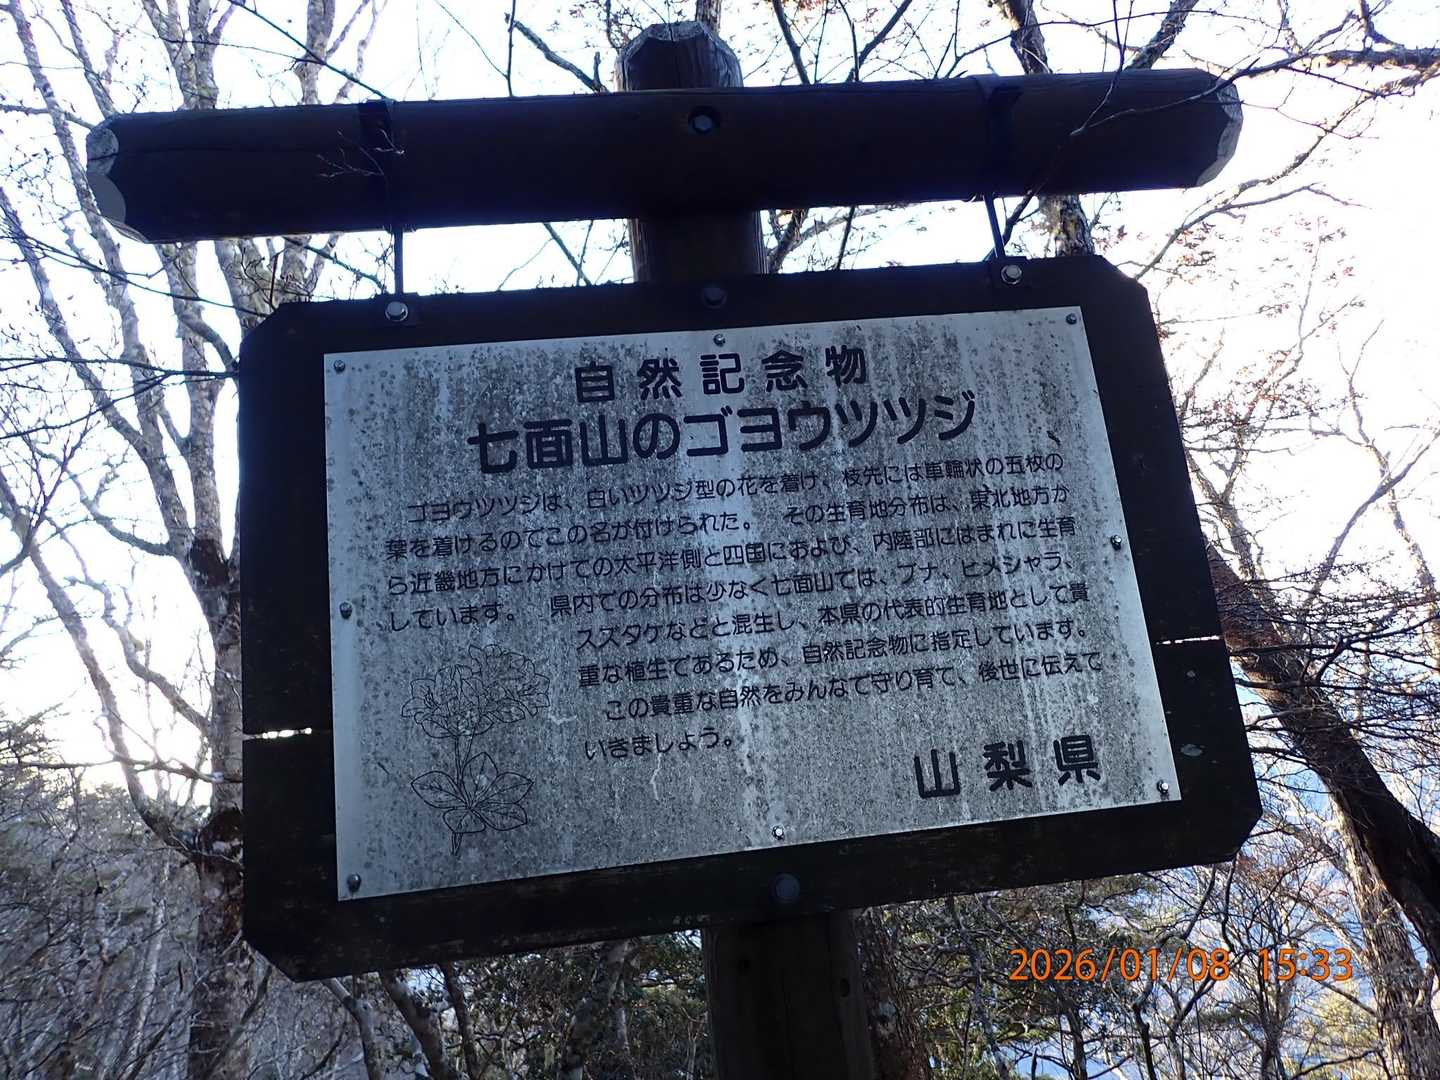 自然記念物
七面山のゴヨウツツジ
ゴヨウツツジは、白いツツジ型の花を着け、枝先には車輪状の五枚の
葉を着けるのでこの名が付けられた。 その生育地分布は、東北地方か
ら近畿地方にかけての太平洋側と四国におよび、内陸部にはまれに生育
しています。 県内での分布は少なく七面山では、ブナ、ヒメシャラ、
スズタケなどと混生し、本県の代表的生育地として貴
重な植生であるため、自然記念物に指定しています。
この貴重な自然をみんなで守り育て、後世に伝えて
いきましょう。
山梨県
2026/01/08 15:33